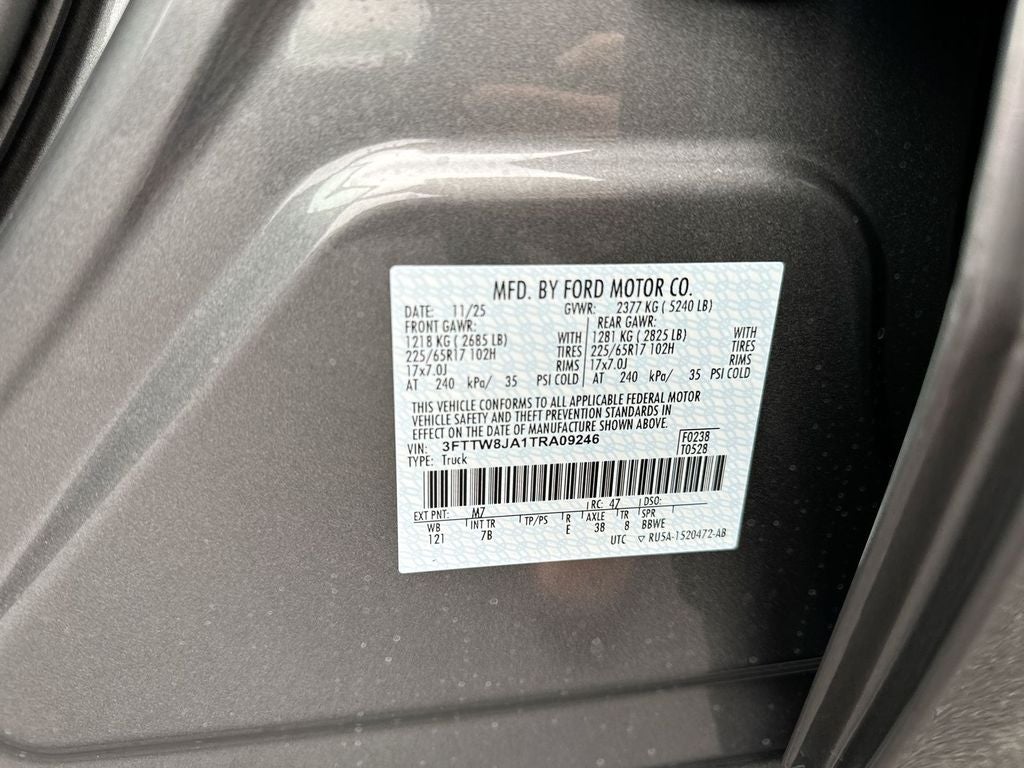 MFD. BY FORD MOTOR CO.
DATE: 11/25 GVWR: 2377 KG ( 5240 LB)
FRONT GAWR: REAR GAWR:
1218 KG ( 2685 LB) WITH 1281 KG ( 2825 LB) WITH
225/65R17 102H TIRES 225/65R17 102H TIRES
17x7.0J RIMS 17x7.0J RIMS
AT 240 kPa/ 35 PSI COLD AT 240 kPa/ 35 PSI COLD
THIS VEHICLE CONFORMS TO ALL APPLICABLE FEDERAL MOTOR
VEHICLE SAFETY AND THEFT PREVENTION STANDARDS IN
EFFECT ON THE DATE OF MANUFACTURE SHOWN ABOVE.
VIN: 3FTTW8JA1TRA09246 F0238
TYPE: Truck T0528
EXT PNT: M7 RC: 47 DSO:
WB INT TR TP/PS R AXLE TR SPR
121 7B E 38 8 BBWE
UTC ▽ RU5A-1520472-AB